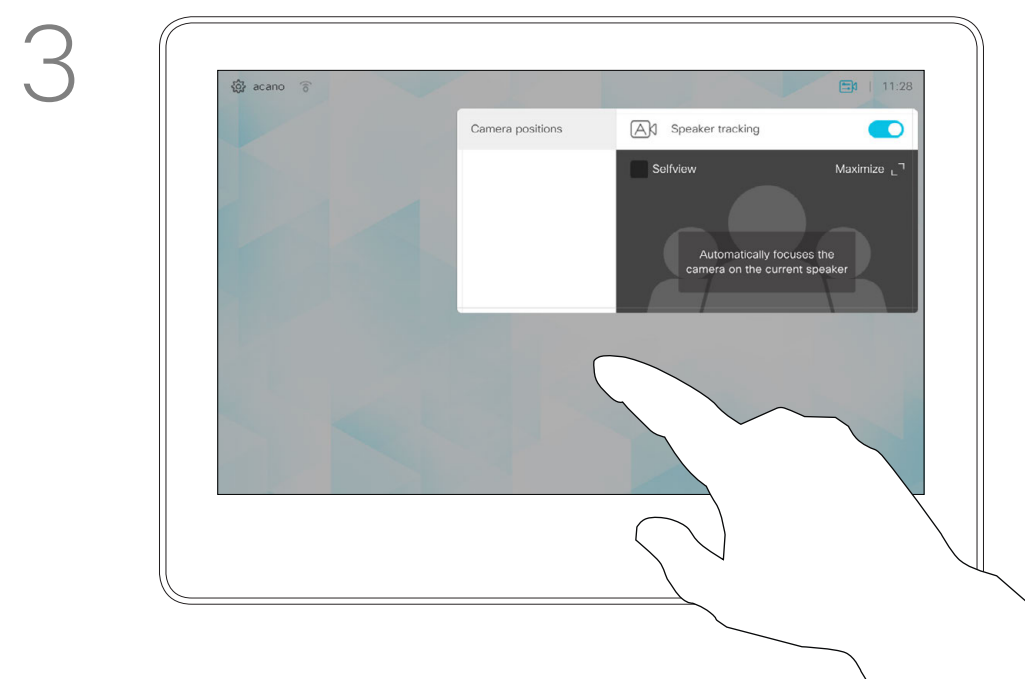 3
acano
11:28
Camera positions
A
Speaker tracking
Selfview
Maximize
Automatically focuses the
camera on the current speaker